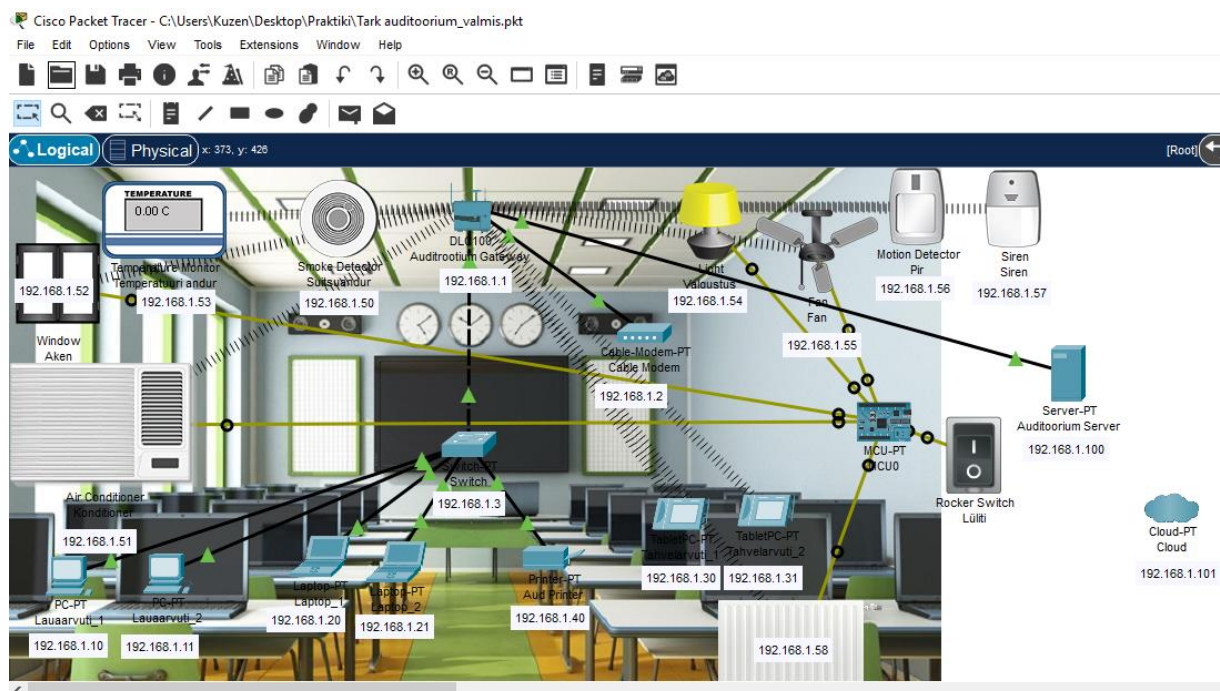 Cisco Packet Tracer - C:\Users\Kuzen\Desktop\Praktiki\Tark auditoorium_valmis.pkt
File Edit Options View Tools Extensions Window Help
Logical Physical x: 373, y: 426 [Root]
TEMPERATURE
0.00 C
Temperature Monitor
Temperatuuri andur
192.168.1.53
Smoke Detector
Suitsuandur
192.168.1.50
DLC100
Auditrootium Gateway
192.168.1.1
Light
Valgustus
192.168.1.54
Fan
Fan
192.168.1.55
Motion Detector
Pir
192.168.1.56
Siren
Siren
192.168.1.57
192.168.1.52
Window
Aken
Cable-Modem-PT
Cable Modem
192.168.1.2
Server-PT
Auditoorium Server
192.168.1.100
MCU-PT
MCU0
Rocker Switch
Lüliti
Switch-PT
Switch
192.168.1.3
Air Conditioner
Konditioner
192.168.1.51
Cloud-PT
Cloud
192.168.1.101
PC-PT
Lauaarvuti_1
192.168.1.10
PC-PT
Lauaarvuti_2
192.168.1.11
Laptop-PT
Laptop_1
192.168.1.20
Laptop-PT
Laptop_2
192.168.1.21
Printer-PT
Aud Printer
192.168.1.40
TabletPC-PT
Tahvelarvuti_1
192.168.1.30
TabletPC-PT
Tahvelarvuti_2
192.168.1.31
192.168.1.58